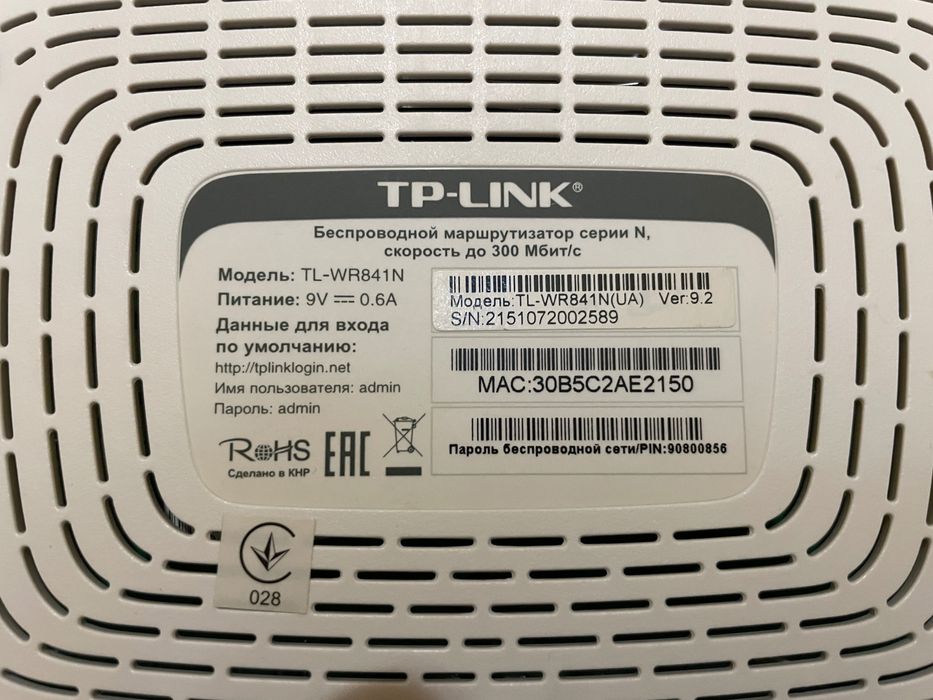 TP-LINK®
Беспроводной маршрутизатор серии N,
скорость до 300 Мбит/с
Модель: TL-WR841N
Питание: 9V ⎓ 0.6A
Данные для входа
по умолчанию:
http://tplinklogin.net
Имя пользователя: admin
Пароль: admin
RoHS
Сделано в КНР
EAC
Модель:TL-WR841N(UA) Ver:9.2
S/N:2151072002589
MAC:30B5C2AE2150
Пароль беспроводной сети/PIN:90800856
028